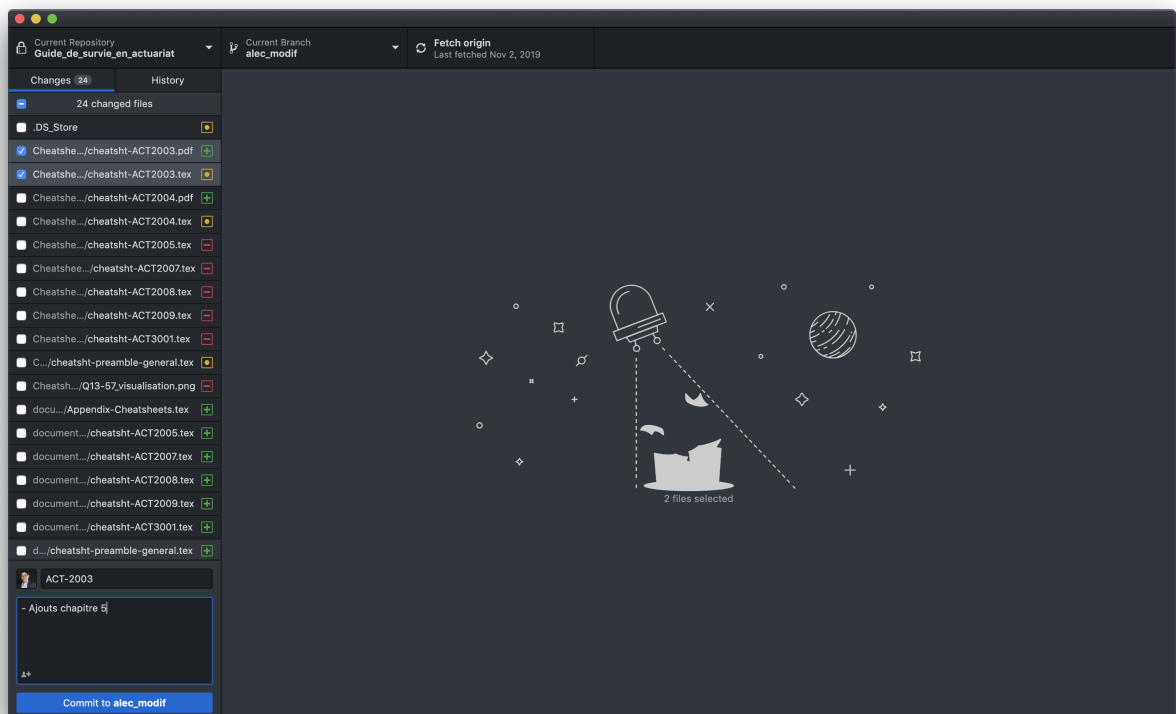 Current Repository
Guide_de_survie_en_actuariat
Current Branch
alec_modif
Fetch origin
Last fetched Nov 2, 2019
Changes 24
History
24 changed files
.DS_Store
Cheatshe.../cheatsht-ACT2003.pdf
Cheatshe.../cheatsht-ACT2003.tex
Cheatshe.../cheatsht-ACT2004.pdf
Cheatshe.../cheatsht-ACT2004.tex
Cheatshe.../cheatsht-ACT2005.tex
Cheatshee.../cheatsht-ACT2007.tex
Cheatshe.../cheatsht-ACT2008.tex
Cheatshe.../cheatsht-ACT2009.tex
Cheatshe.../cheatsht-ACT3001.tex
C.../cheatsht-preamble-general.tex
Cheatsh.../Q13-57_visualisation.png
docu.../Appendix-Cheatsheets.tex
document.../cheatsht-ACT2005.tex
document.../cheatsht-ACT2007.tex
document.../cheatsht-ACT2008.tex
document.../cheatsht-ACT2009.tex
document.../cheatsht-ACT3001.tex
d.../cheatsht-preamble-general.tex
ACT-2003
- Ajouts chapitre 5
Commit to alec_modif
2 files selected